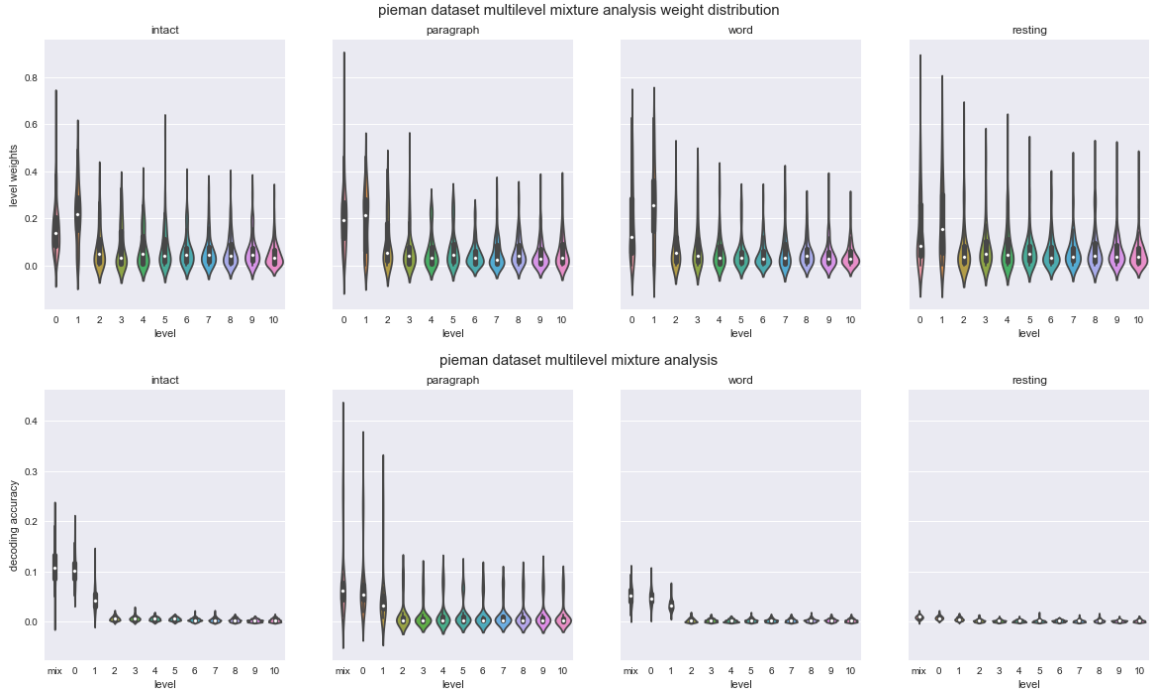 pieman dataset multilevel mixture analysis weight distribution
intact paragraph word resting
level weights
0.8
0.6
0.4
0.2
0.0
0 1 2 3 4 5 6 7 8 9 10 0 1 2 3 4 5 6 7 8 9 10 0 1 2 3 4 5 6 7 8 9 10 0 1 2 3 4 5 6 7 8 9 10
level level level level
pieman dataset multilevel mixture analysis
intact paragraph word resting
decoding accuracy
0.4
0.3
0.2
0.1
0.0
mix 0 1 2 3 4 5 6 7 8 9 10 mix 0 1 2 3 4 5 6 7 8 9 10 mix 0 1 2 3 4 5 6 7 8 9 10 mix 0 1 2 3 4 5 6 7 8 9 10
level level level level